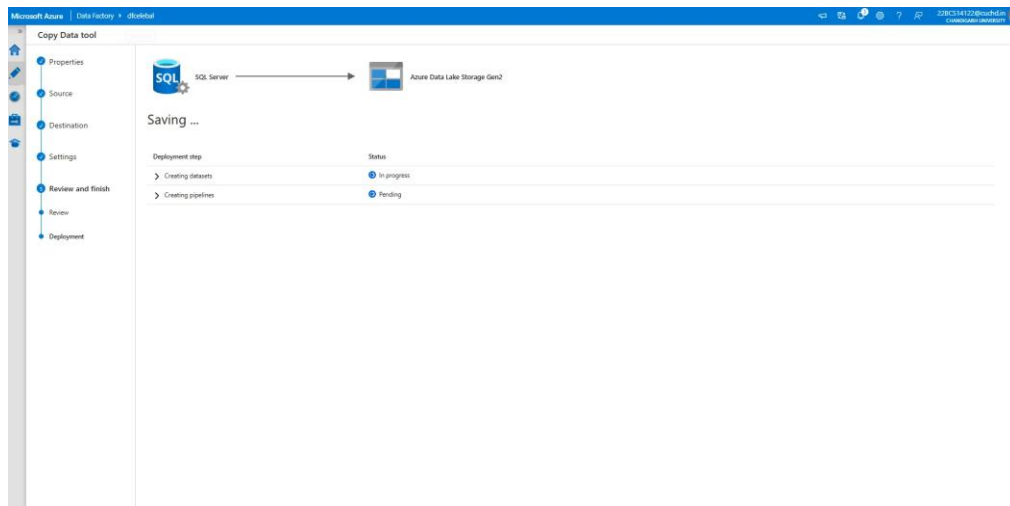 Microsoft Azure | Data Factory ▸ dfcelebal
22BCS14122@cuchd.in
CHANDIGARH UNIVERSITY
Copy Data tool
Properties
Source
Destination
Settings
Review and finish
Review
Deployment
SQL
SQL Server
Azure Data Lake Storage Gen2
Saving ...
Deployment step Status
Creating datasets In progress
Creating pipelines Pending